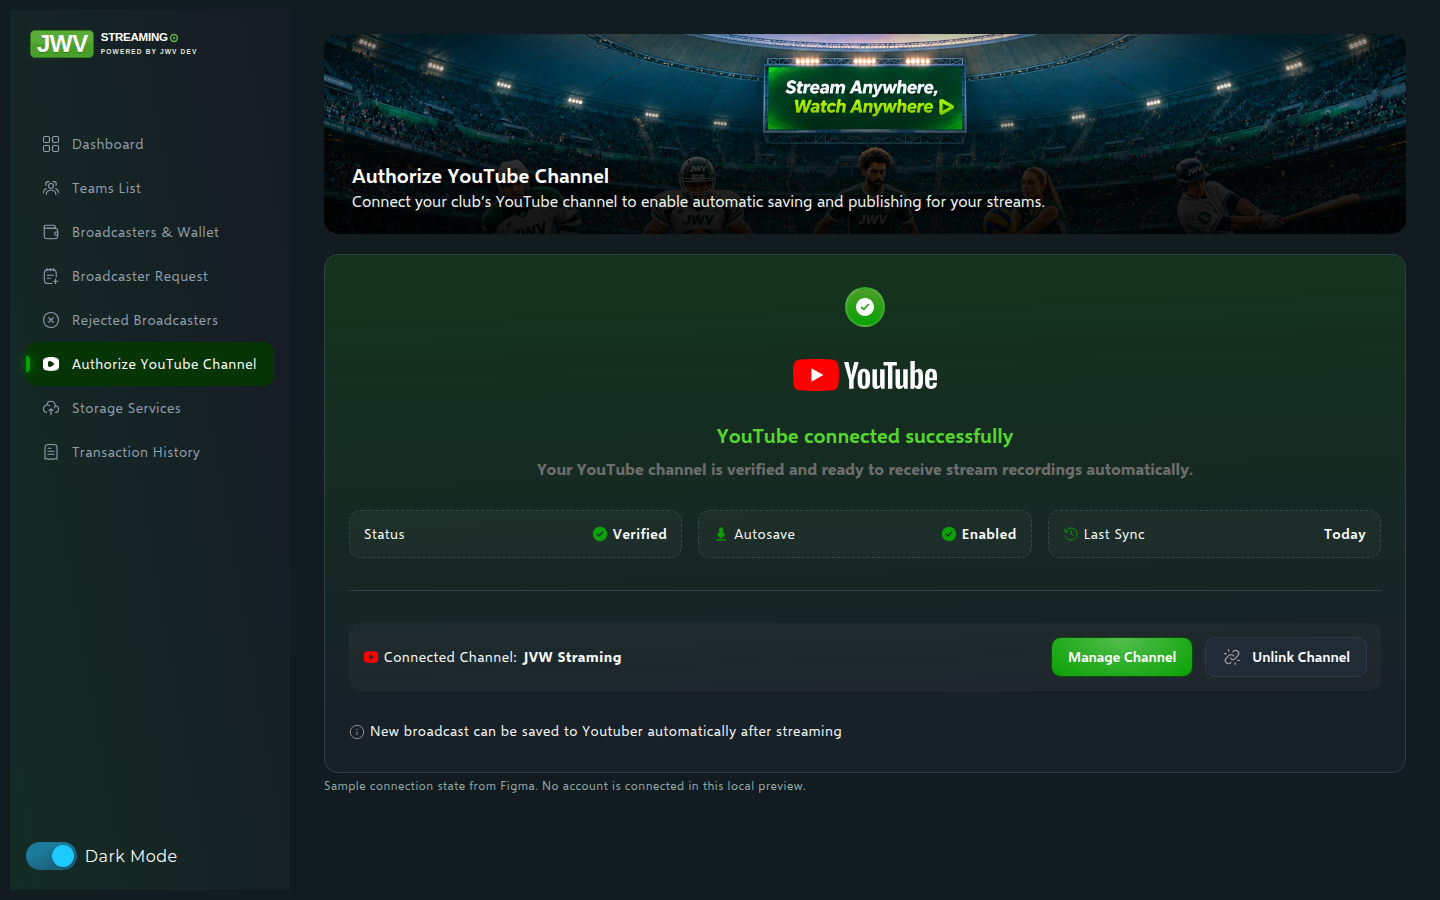 JWV STREAMING
POWERED BY JWV DEV
Dashboard
Teams List
Broadcasters & Wallet
Broadcaster Request
Rejected Broadcasters
Authorize YouTube Channel
Storage Services
Transaction History
Dark Mode
Stream Anywhere,
Watch Anywhere
JWV
JWV
JWV
JWV
Authorize YouTube Channel
Connect your club's YouTube channel to enable automatic saving and publishing for your streams.
YouTube
YouTube connected successfully
Your YouTube channel is verified and ready to receive stream recordings automatically.
Status Verified
Autosave Enabled
Last Sync Today
Connected Channel: JVW Straming
Manage Channel
Unlink Channel
New broadcast can be saved to Youtuber automatically after streaming
Sample connection state from Figma. No account is connected in this local preview.